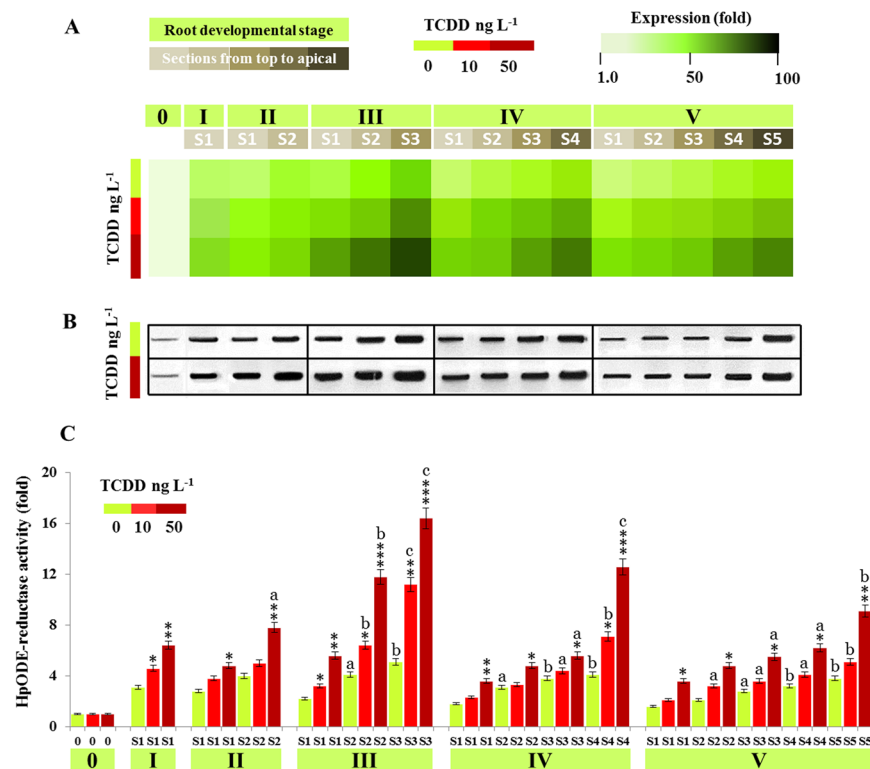 A
Root developmental stage
Sections from top to apical
TCDD ng L⁻¹
0 10 50
Expression (fold)
1.0 50 100
0 I II III IV V
S1 S1 S2 S1 S2 S3 S1 S2 S3 S4 S1 S2 S3 S4 S5
TCDD ng L⁻¹
B
TCDD ng L⁻¹
C
HpODE-reductase activity (fold)
TCDD ng L⁻¹
0 10 50
20
16
12
8
4
0
* ** * a ** * ** a * b * b *** b c ** c *** ** a * b a a * b b * c *** * a * a a a * b a a * b b b **
0 0 0 S1 S1 S1 S1 S1 S1 S2 S2 S2 S1 S1 S1 S2 S2 S2 S3 S3 S3 S1 S1 S1 S2 S2 S2 S3 S3 S3 S4 S4 S4 S1 S1 S1 S2 S2 S2 S3 S3 S3 S4 S4 S4 S5 S5 S5
0 I II III IV V